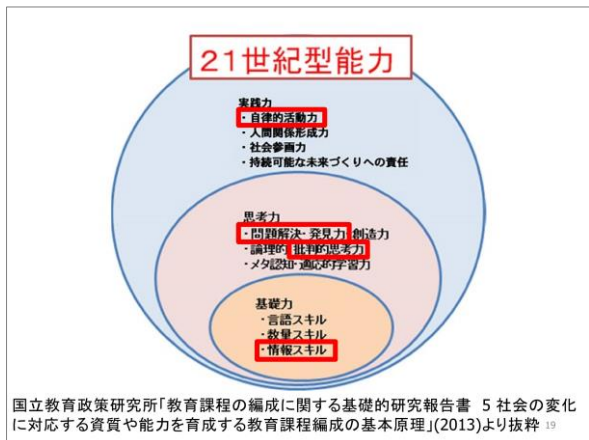 21世紀型能力
実践力
・自律的活動力
・人間関係形成力
・社会参画力
・持続可能な未来づくりへの責任
思考力
・問題解決・発見力・創造力
・論理的・批判的思考力
・メタ認知・適応的学習力
基礎力
・言語スキル
・数量スキル
・情報スキル
国立教育政策研究所「教育課程の編成に関する基礎的研究報告書 5 社会の変化
に対応する資質や能力を育成する教育課程編成の基本原理」(2013)より抜粋 19